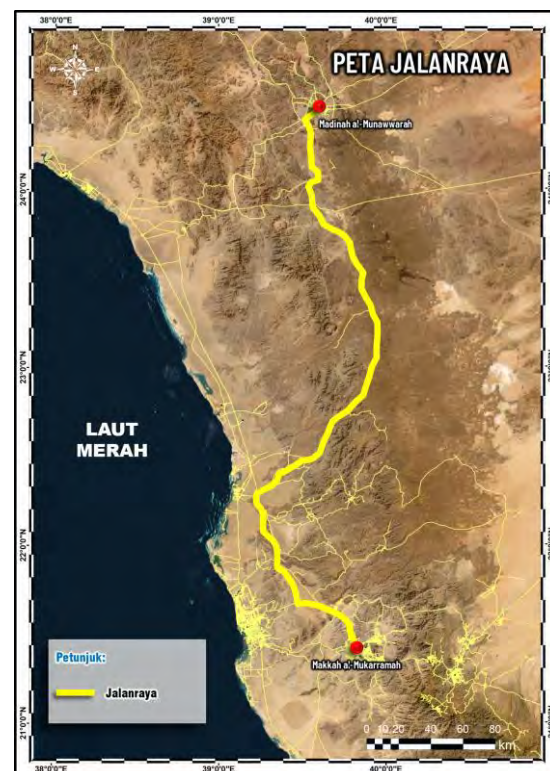 38°0'0"E 39°0'0"E 40°0'0"E
PETA JALANRAYA
N
W E
S
Madinah al-Munawwarah
24°0'0"N
23°0'0"N
LAUT
MERAH
22°0'0"N
Petunjuk:
Jalanraya
Makkah al-Mukarramah
21°0'0"N
0 10 20 40 60 80
km
38°0'0"E 39°0'0"E 40°0'0"E